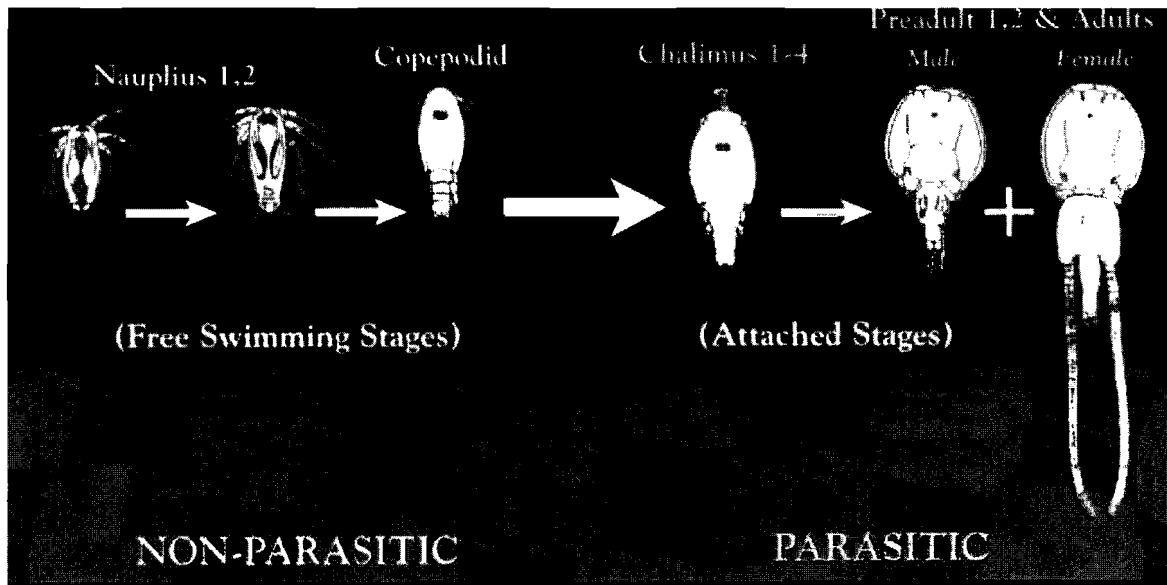 Preadult 1,2 & Adults
Nauplius 1,2
Copepodid
Chalimus 1-4
Male
Female
(Free Swimming Stages)
(Attached Stages)
NON-PARASITIC
PARASITIC